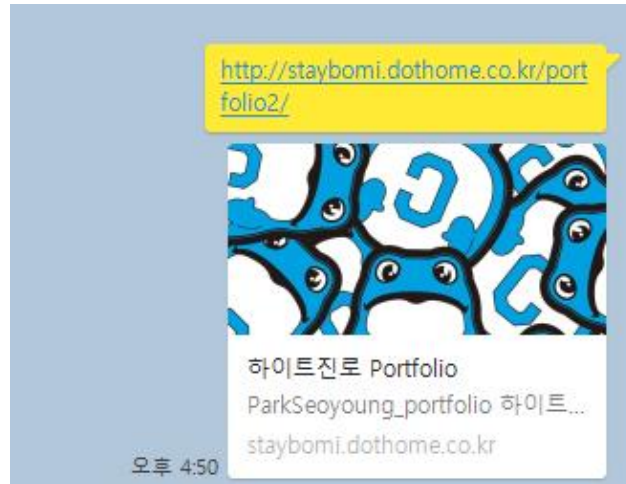 http://staybomi.dothome.co.kr/port
folio2/
하이트진로 Portfolio
ParkSeoyoung_portfolio 하이트...
staybomi.dothome.co.kr
오후 4:50